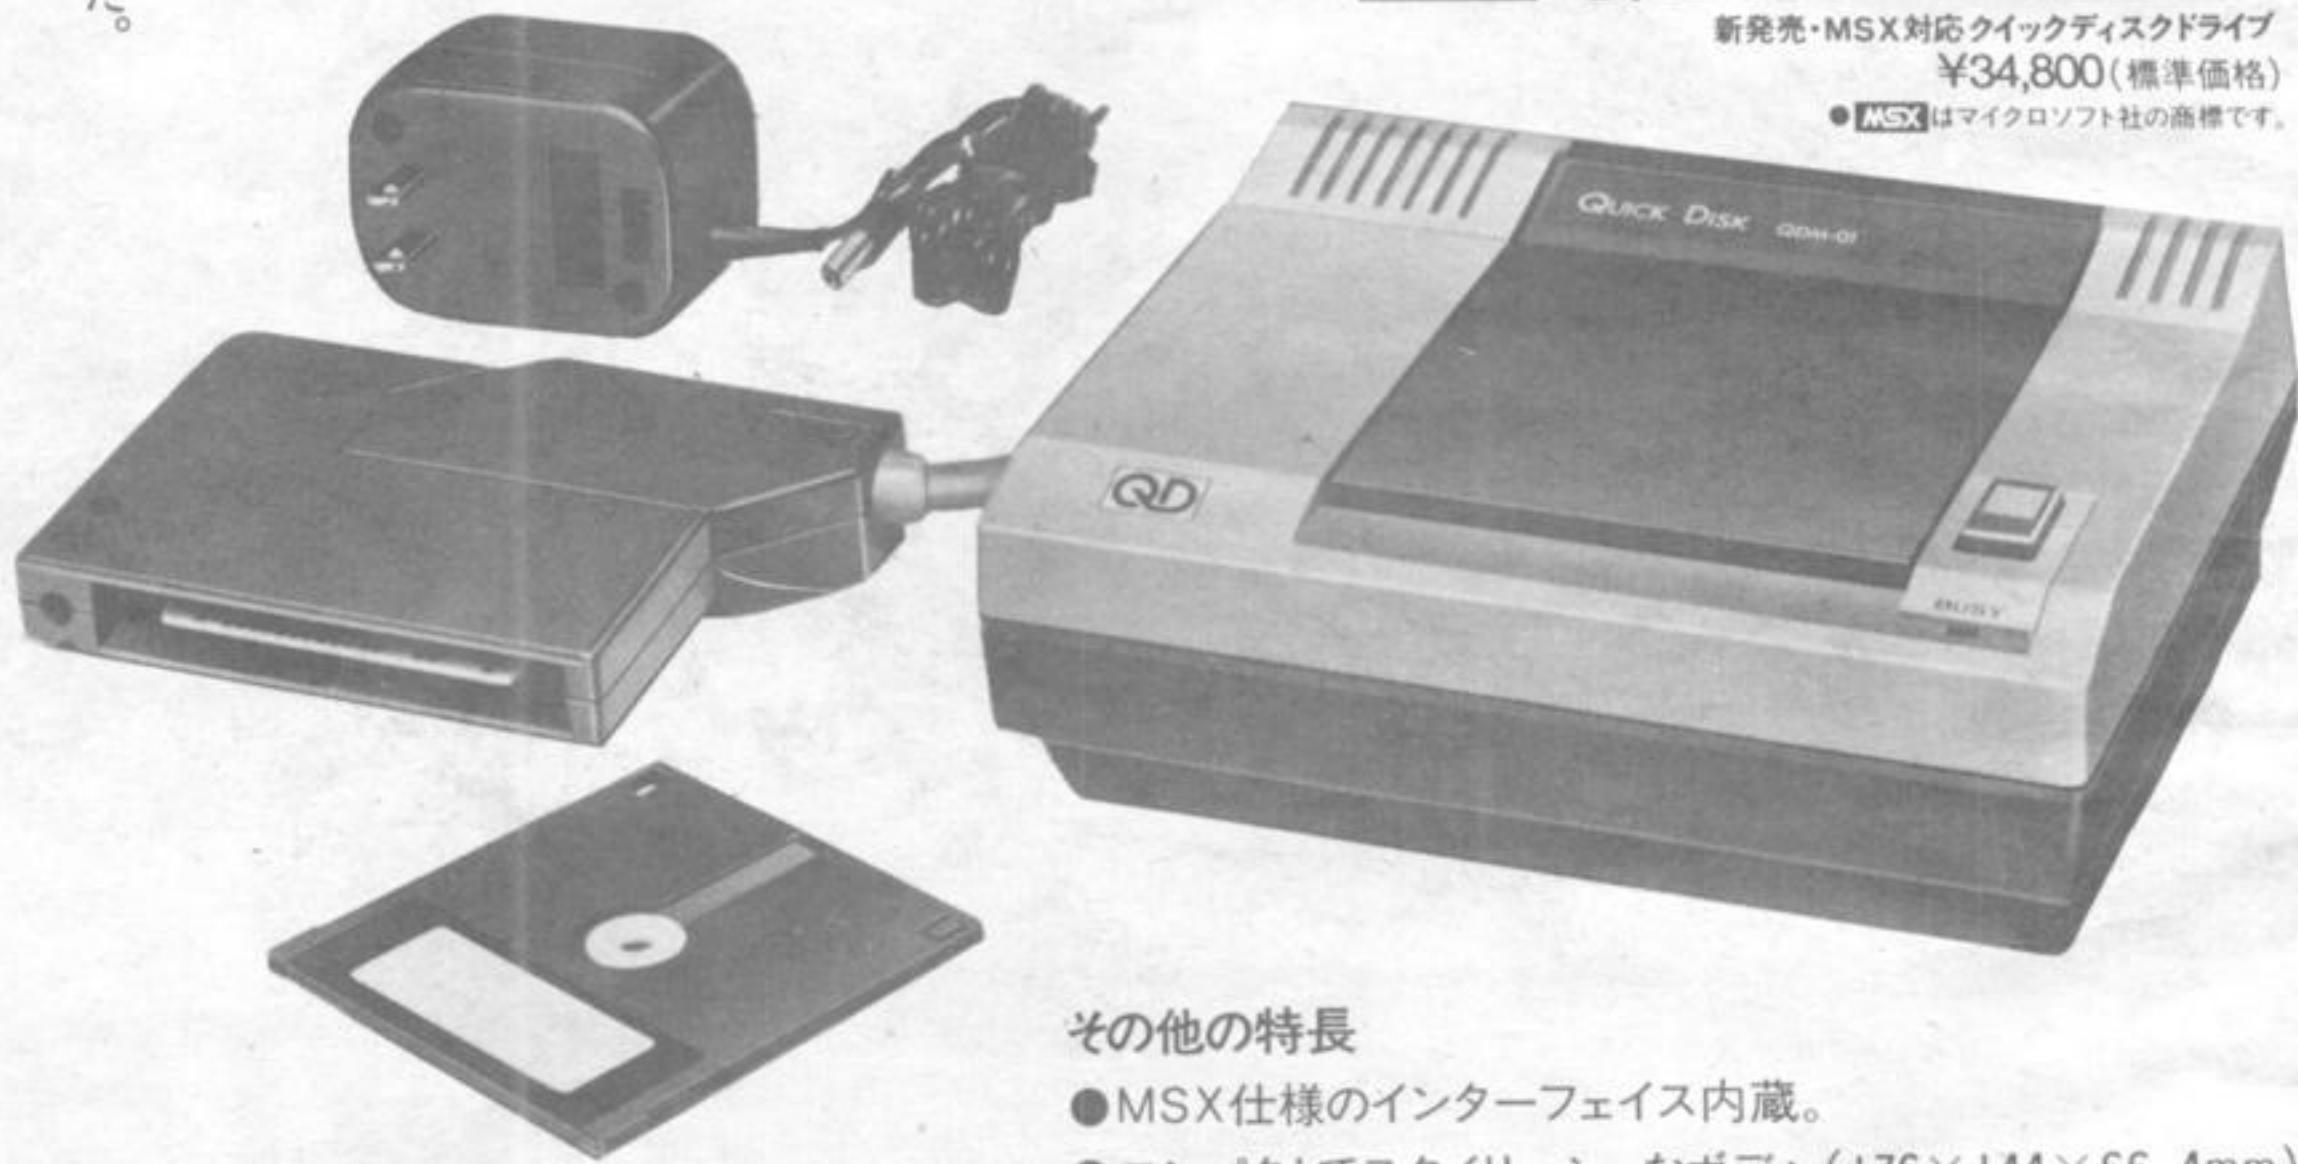 た。
新発売・MSX対応クイックディスクドライブ
¥34,800(標準価格)
●MSXはマイクロソフト社の商標です。
QUICK DISK QDM-01
QD
BUSY
その他の特長
●MSX仕様のインターフェイス内蔵。